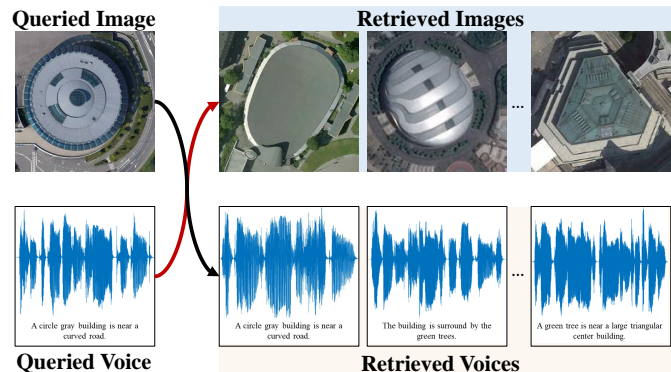 Queried Image
Retrieved Images
...
A circle gray building is near a
curved road.
A circle gray building is near a
curved road.
The building is surround by the
green trees.
...
A green tree is near a large triangular
center building.
Queried Voice
Retrieved Voices